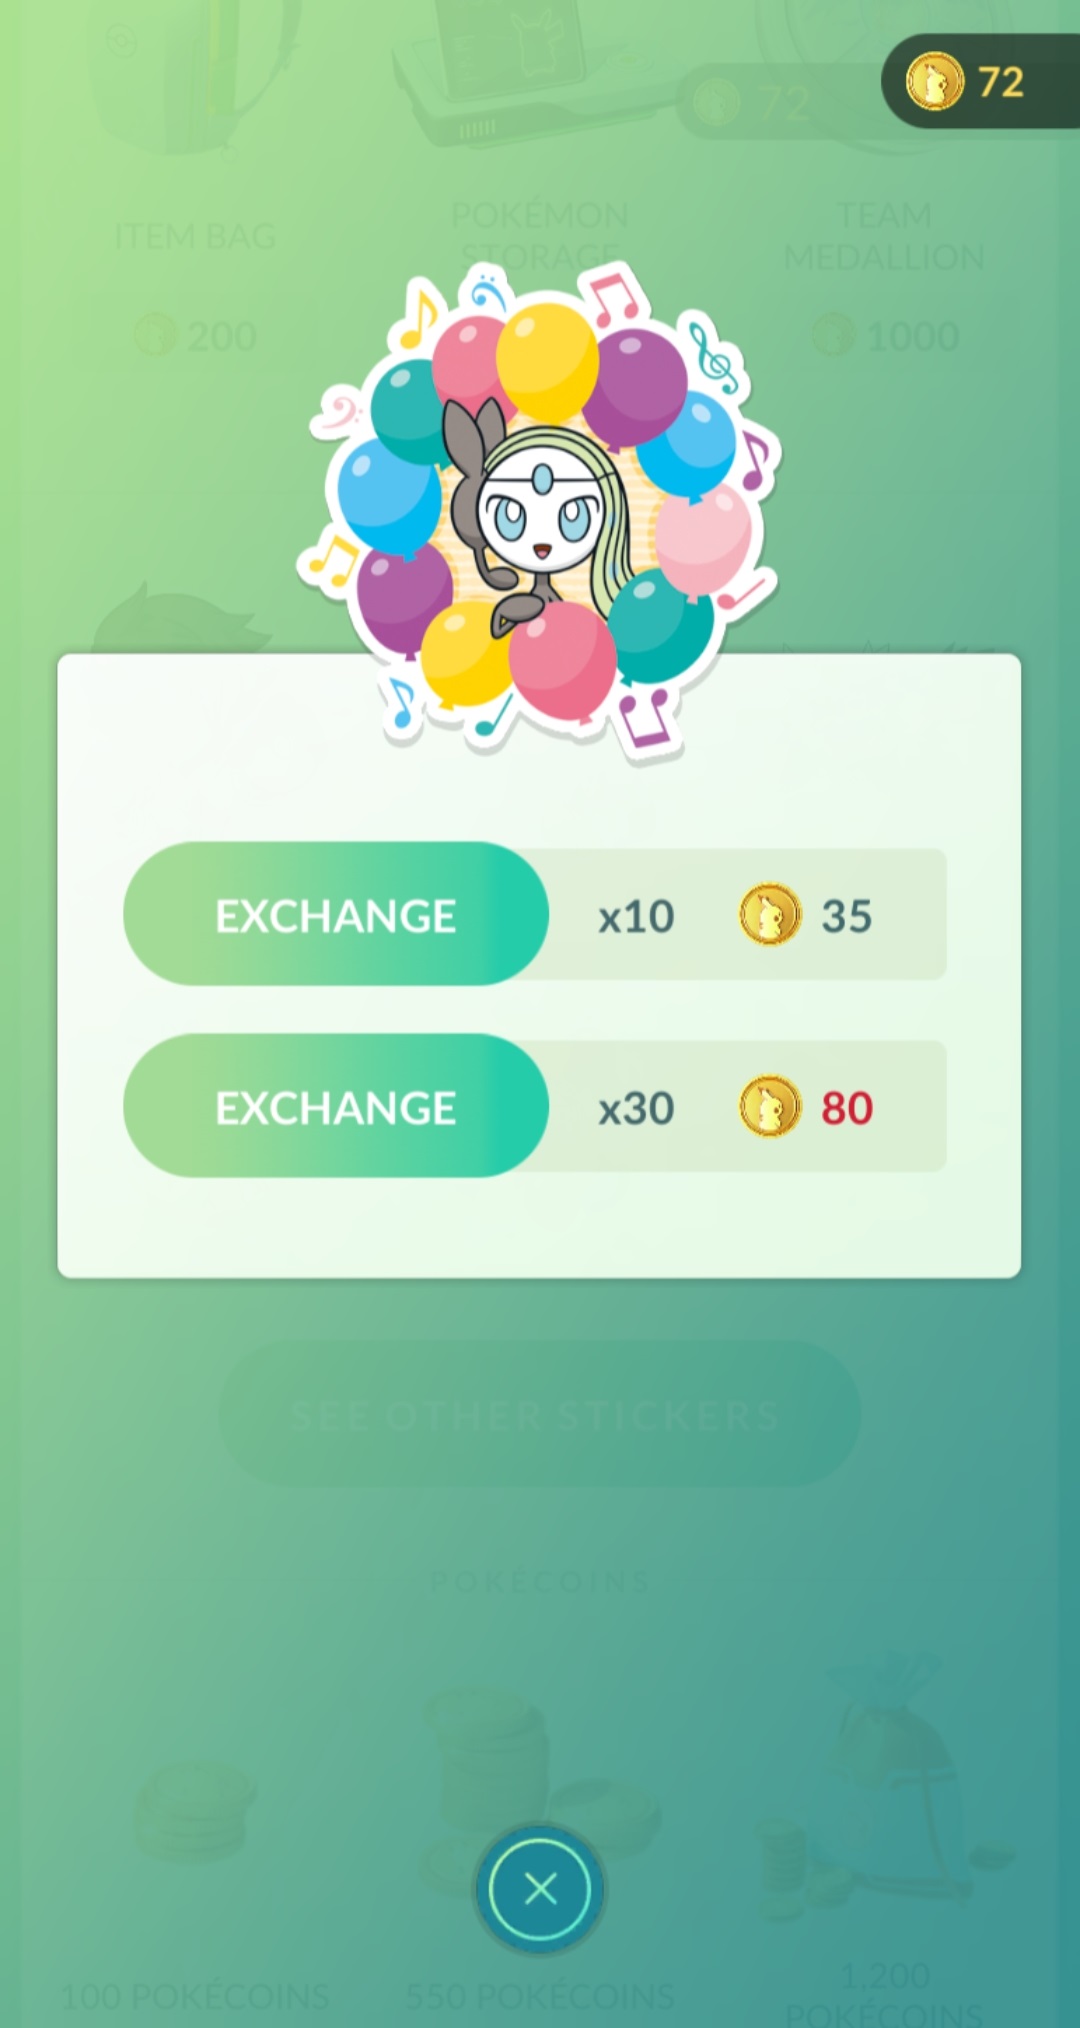 72
72
ITEM BAG
POKÉMON
STORAGE
TEAM
MEDALLION
200
1000
EXCHANGE x10 35
EXCHANGE x30 80
SEE OTHER STICKERS
POKÉCOINS
100 POKÉCOINS
550 POKÉCOINS
1,200
POKÉCOINS